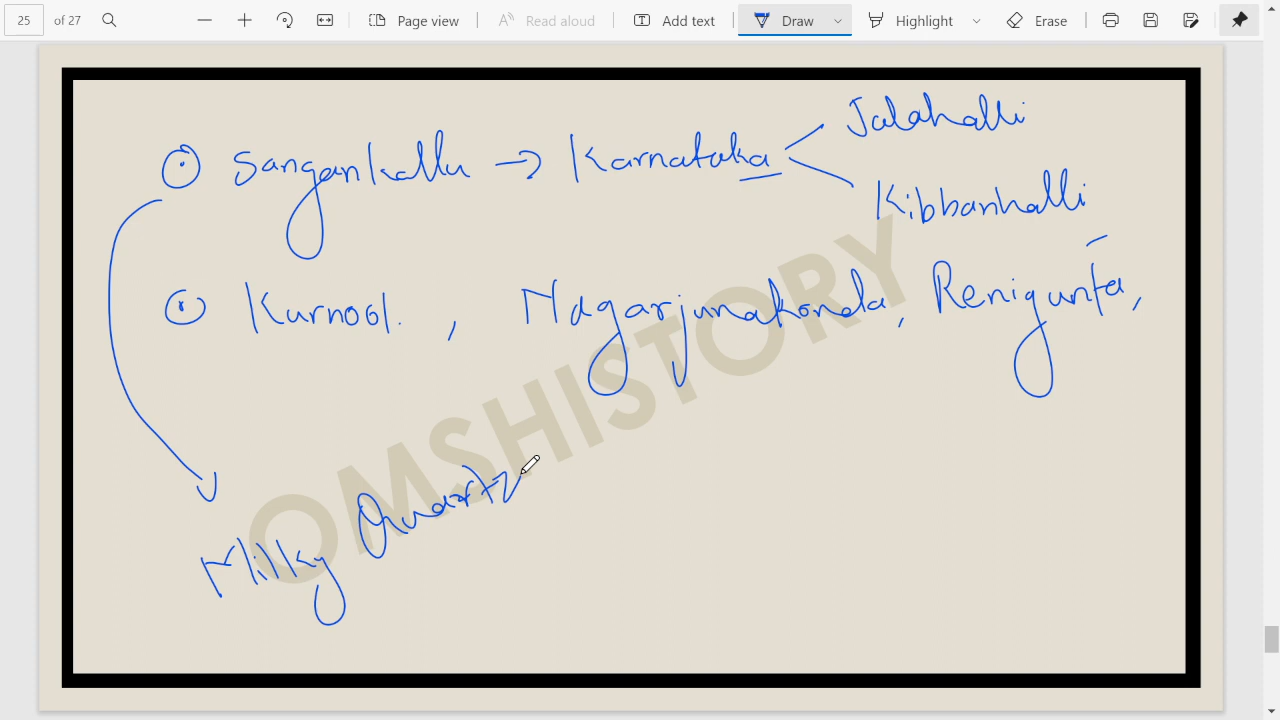 25 of 27 Page view Read aloud Add text Draw Highlight Erase
Jalahalli
Sangankallu → Karnataka
Kibbanhalli
Kurnool. , Nagarjunakonda, Renigunta,
OMSHISTORY
Milky Quartz